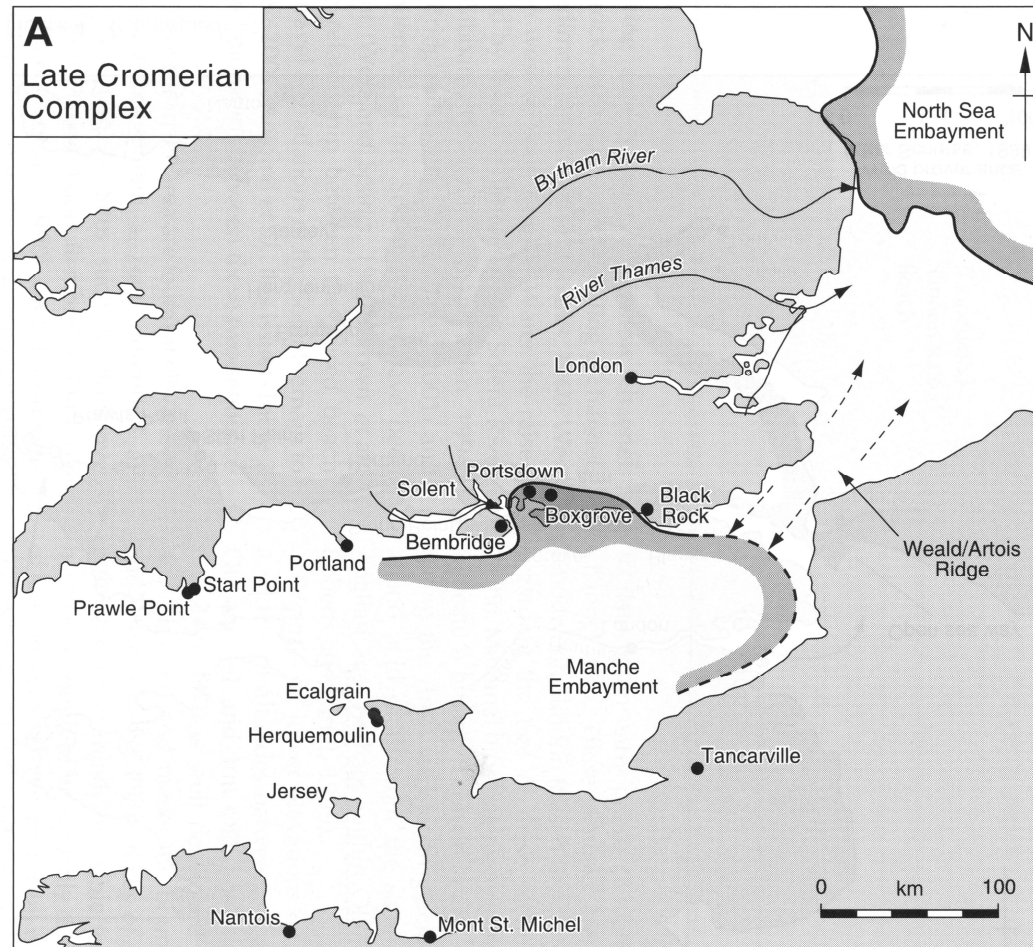 A
Late Cromerian
Complex
N
North Sea
Embayment
Bytham River
River Thames
London
Portsdown
Solent
Boxgrove
Black
Rock
Bembridge
Portland
Weald/Artois
Ridge
Start Point
Prawle Point
Manche
Embayment
Ecalgrain
Herquemoulin
Tancarville
Jersey
0 km 100
Nantois
Mont St. Michel